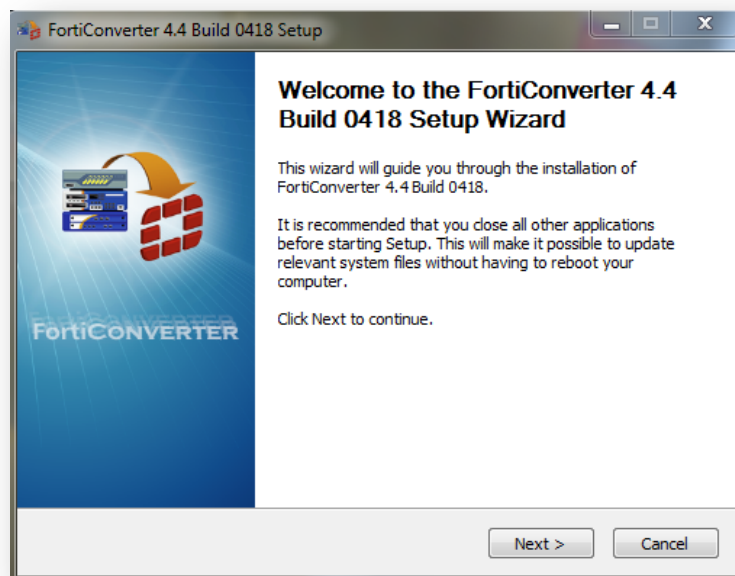 FortiConverter 4.4 Build 0418 Setup
Welcome to the FortiConverter 4.4
Build 0418 Setup Wizard
This wizard will guide you through the installation of
FortiConverter 4.4 Build 0418.
It is recommended that you close all other applications
before starting Setup. This will make it possible to update
relevant system files without having to reboot your
computer.
Click Next to continue.
FORTICONVERTER
Next >
Cancel